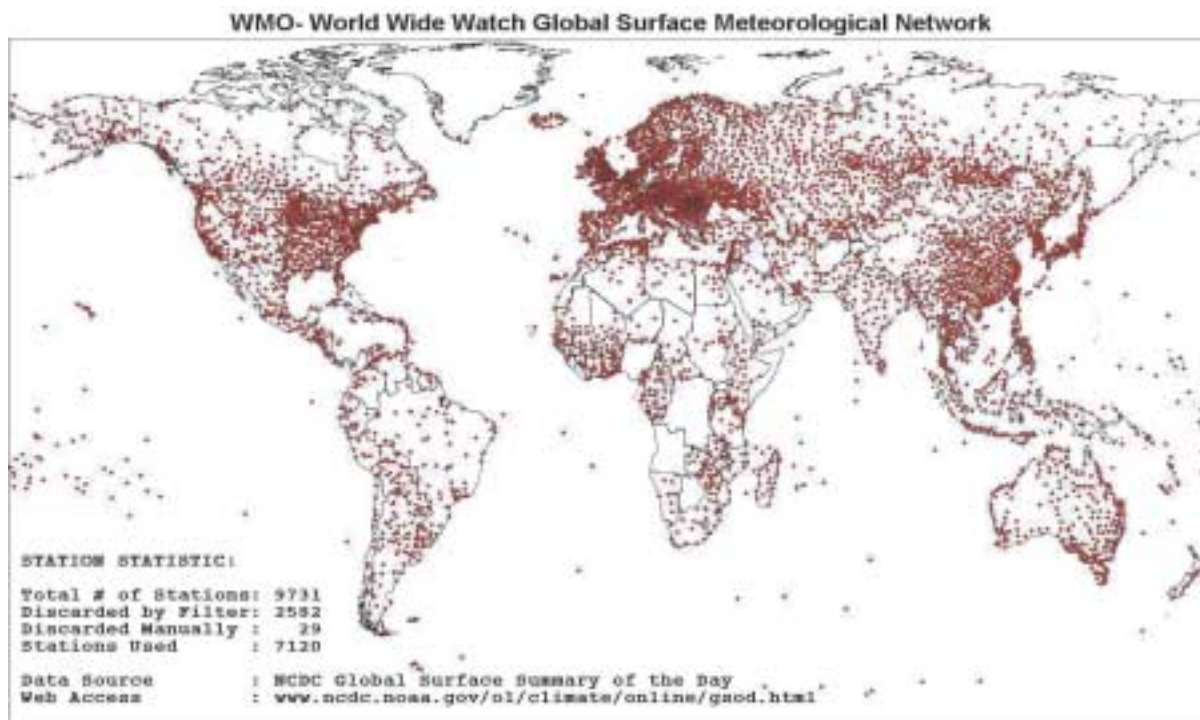 WMO- World Wide Watch Global Surface Meteorological Network
STATION STATISTIC:
Total # of Stations: 9731
Discarded by Filter: 2582
Discarded Manually : 29
Stations Used : 7120
Data Source : NCDC Global Surface Summary of the Day
Web Access : www.ncdc.noaa.gov/ol/climate/online/gsod.html